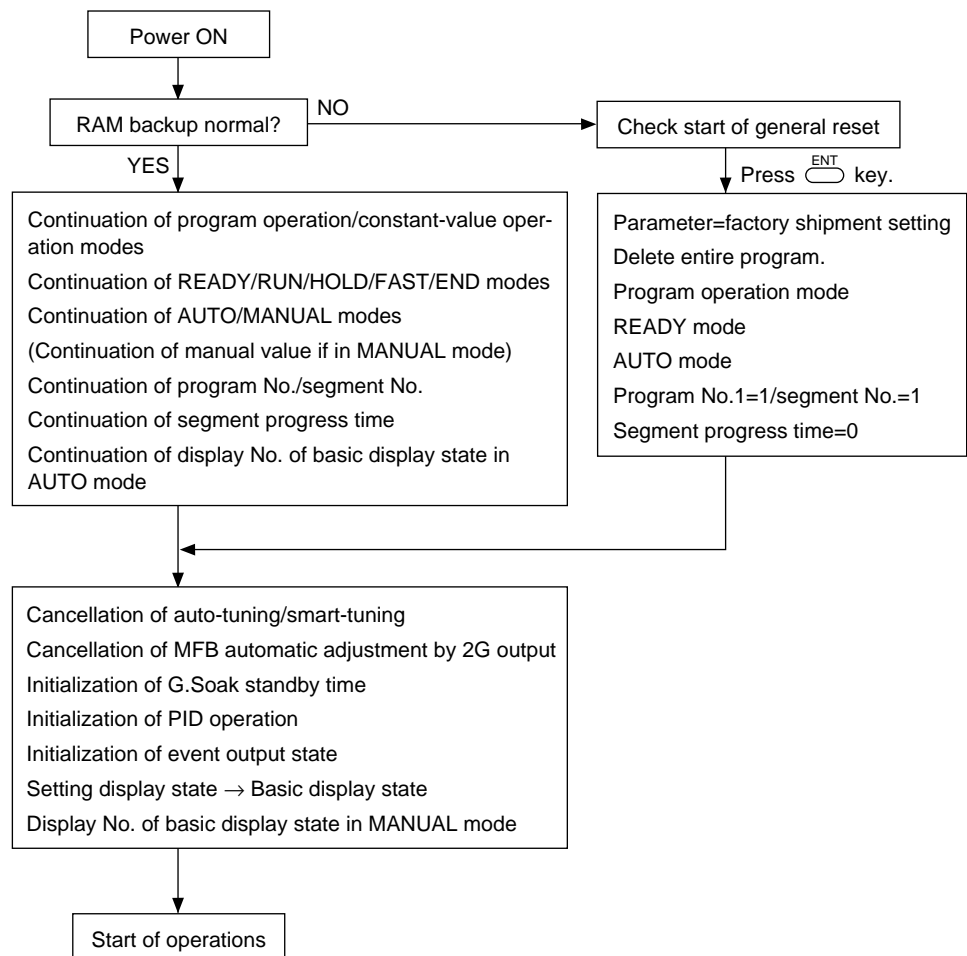 Power ON
RAM backup normal?
NO
Check start of general reset
YES
Press ENT key.
Continuation of program operation/constant-value oper-
ation modes
Continuation of READY/RUN/HOLD/FAST/END modes
Continuation of AUTO/MANUAL modes
(Continuation of manual value if in MANUAL mode)
Continuation of program No./segment No.
Continuation of segment progress time
Continuation of display No. of basic display state in
AUTO mode
Parameter=factory shipment setting
Delete entire program.
Program operation mode
READY mode
AUTO mode
Program No.1=1/segment No.=1
Segment progress time=0
Cancellation of auto-tuning/smart-tuning
Cancellation of MFB automatic adjustment by 2G output
Initialization of G.Soak standby time
Initialization of PID operation
Initialization of event output state
Setting display state → Basic display state
Display No. of basic display state in MANUAL mode
Start of operations